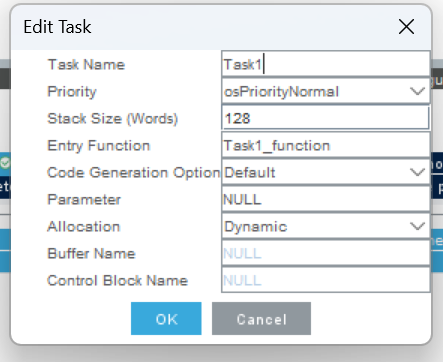 Edit Task
Task Name Task1
Priority osPriorityNormal
Stack Size (Words) 128
Entry Function Task1_function
Code Generation Option Default
Parameter NULL
Allocation Dynamic
Buffer Name NULL
Control Block Name NULL
OK Cancel